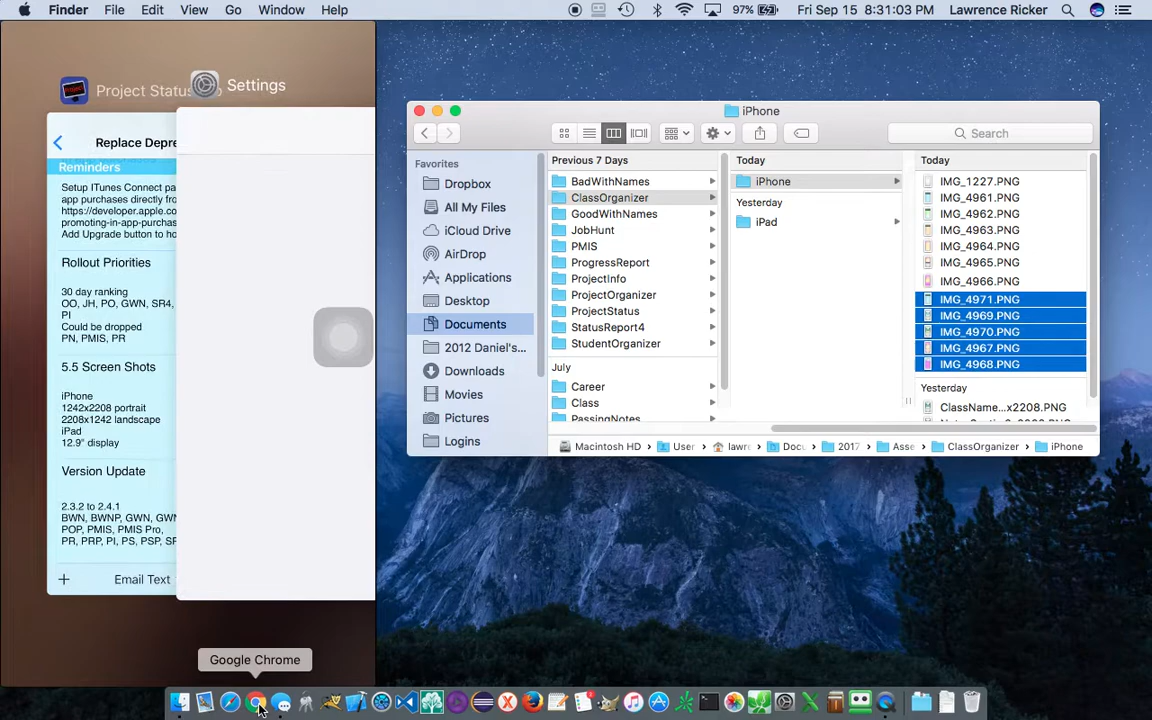 Finder File Edit View Go Window Help 97% Fri Sep 15 8:31:03 PM Lawrence Ricker
Project Status
Settings
Replace Depre
Reminders
Setup ITunes Connect pa
app purchases directly fr
https://developer.apple.co
promoting-in-app-purchas
Add Upgrade button to ho
Rollout Priorities
30 day ranking
OO, JH, PO, GWN, SR4,
PI
Could be dropped
PN, PMIS, PR
5.5 Screen Shots
iPhone
1242x2208 portrait
2208x1242 landscape
iPad
12.9" display
Version Update
2.3.2 to 2.4.1
BWN, BWNP, GWN, GWN
POP, PMIS, PMIS Pro,
PR, PRP, PI, PS, PSP, SR
+ Email Text
iPhone
Search
Favorites
Dropbox
All My Files
iCloud Drive
AirDrop
Applications
Desktop
Documents
2012 Daniel's...
Downloads
Movies
Pictures
Logins
Previous 7 Days
BadWithNames
ClassOrganizer
GoodWithNames
JobHunt
PMIS
ProgressReport
ProjectInfo
ProjectOrganizer
ProjectStatus
StatusReport4
StudentOrganizer
July
Career
Class
PassingNotes
Today
iPhone
Yesterday
iPad
Today
IMG_1227.PNG
IMG_4961.PNG
IMG_4962.PNG
IMG_4963.PNG
IMG_4964.PNG
IMG_4965.PNG
IMG_4966.PNG
IMG_4971.PNG
IMG_4969.PNG
IMG_4970.PNG
IMG_4967.PNG
IMG_4968.PNG
Yesterday
ClassName...x2208.PNG
Macintosh HD User lawre Docu 2017 Asse ClassOrganizer iPhone
Google Chrome